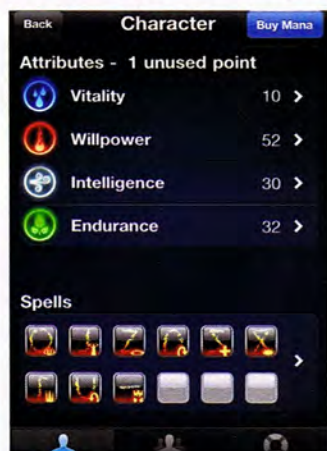 Back Character Buy Mana
Attributes - 1 unused point
Vitality 10
Willpower 52
Intelligence 30
Endurance 32
Spells